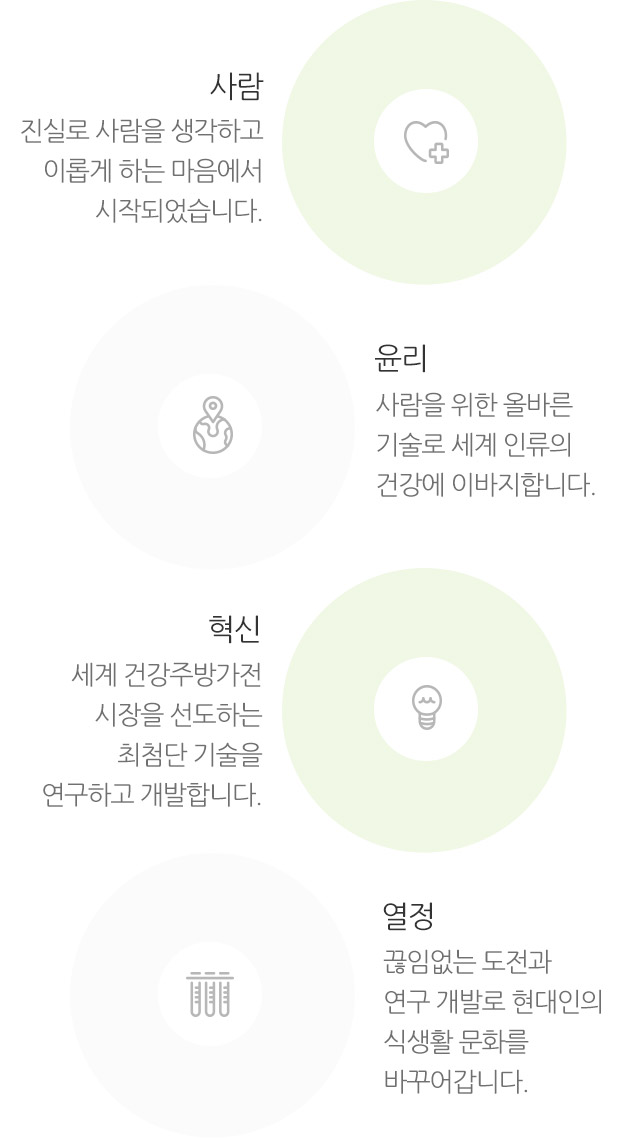 사람
진실로 사람을 생각하고
이롭게 하는 마음에서
시작되었습니다.
윤리
사람을 위한 올바른
기술로 세계 인류의
건강에 이바지합니다.
혁신
세계 건강주방가전
시장을 선도하는
최첨단 기술을
연구하고 개발합니다.
열정
끊임없는 도전과
연구 개발로 현대인의
식생활 문화를
바꾸어갑니다.